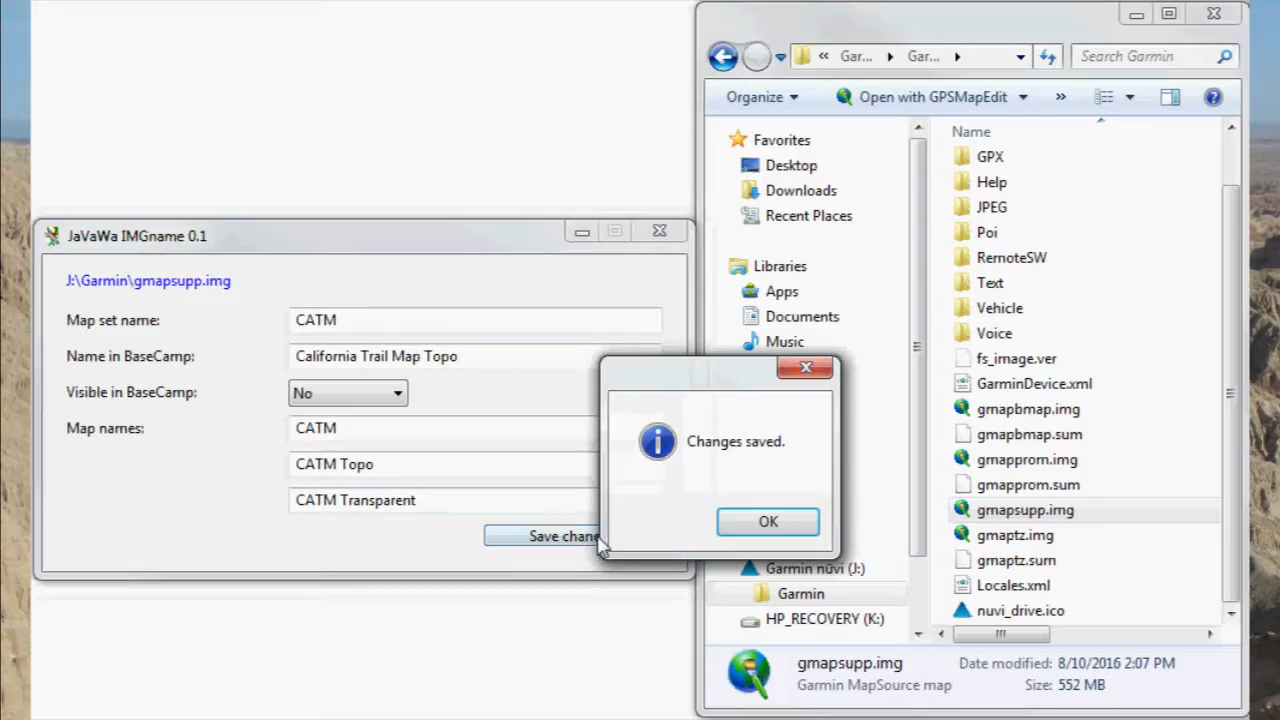 JaVaWa IMGname 0.1
J:\Garmin\gmapsupp.img
Map set name:
CATM
Name in BaseCamp:
California Trail Map Topo
Visible in BaseCamp:
No
Map names:
CATM
CATM Topo
CATM Transparent
Save chan
Changes saved.
OK
« Gar... Gar...
Search Garmin
Organize
Open with GPSMapEdit
»
Favorites
Desktop
Downloads
Recent Places
Libraries
Apps
Documents
Music
Garmin nüvi (J:)
Garmin
HP_RECOVERY (K:)
Name
GPX
Help
JPEG
Poi
RemoteSW
Text
Vehicle
Voice
fs_image.ver
GarminDevice.xml
gmapbmap.img
gmapbmap.sum
gmapprom.img
gmapprom.sum
gmapsupp.img
gmaptz.img
gmaptz.sum
Locales.xml
nuvi_drive.ico
gmapsupp.img
Date modified: 8/10/2016 2:07 PM
Garmin MapSource map
Size: 552 MB